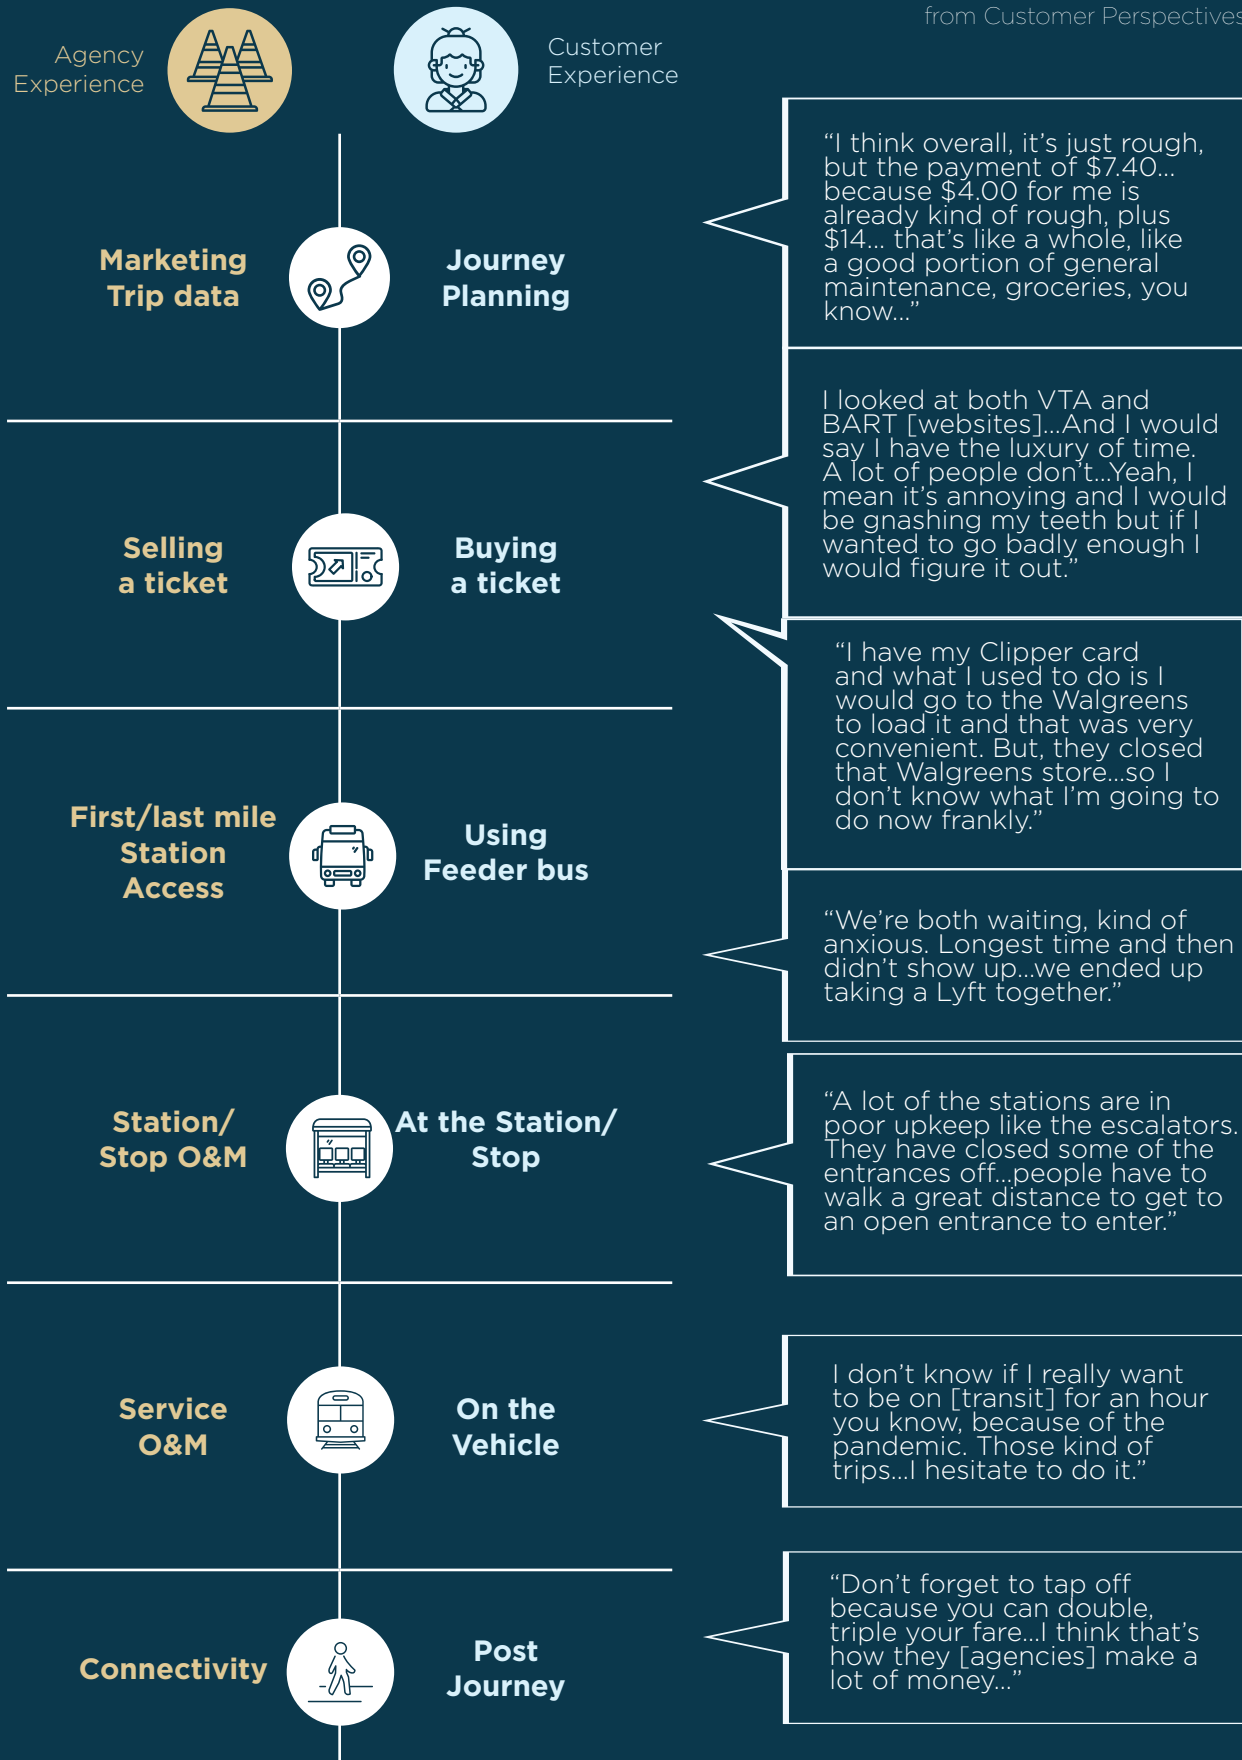 from Customer Perspectives
Agency
Experience
Customer
Experience
Marketing
Trip data
Journey
Planning
“I think overall, it’s just rough,
but the payment of $7.40...
because $4.00 for me is
already kind of rough, plus
$14... that’s like a whole, like
a good portion of general
maintenance, groceries, you
know...”
I looked at both VTA and
BART [websites]...And I would
say I have the luxury of time.
A lot of people don’t...Yeah, I
mean it’s annoying and I would
be gnashing my teeth but if I
wanted to go badly enough I
would figure it out.”
Selling
a ticket
Buying
a ticket
“I have my Clipper card
and what I used to do is I
would go to the Walgreens
to load it and that was very
convenient. But, they closed
that Walgreens store...so I
don’t know what I’m going to
do now frankly.”
First/last mile
Station
Access
Using
Feeder bus
“We’re both waiting, kind of
anxious. Longest time and then
didn’t show up...we ended up
taking a Lyft together.”
Station/
Stop O&M
At the Station/
Stop
“A lot of the stations are in
poor upkeep like the escalators.
They have closed some of the
entrances off...people have to
walk a great distance to get to
an open entrance to enter.”
Service
O&M
On the
Vehicle
I don’t know if I really want
to be on [transit] for an hour
you know, because of the
pandemic. Those kind of
trips...I hesitate to do it.”
Connectivity
Post
Journey
“Don’t forget to tap off
because you can double,
triple your fare...I think that’s
how they [agencies] make a
lot of money...”